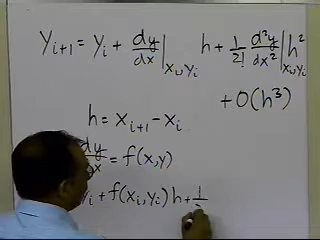 y_{i+1} = y_i + dy/dx |_{x_i, y_i} h + 1/2! d²y/dx² |_{x_i, y_i} h²
+ O(h³)
h = x_{i+1} - x_i
dy/dx = f(x, y)
y_i + f(x_i, y_i) h + 1/